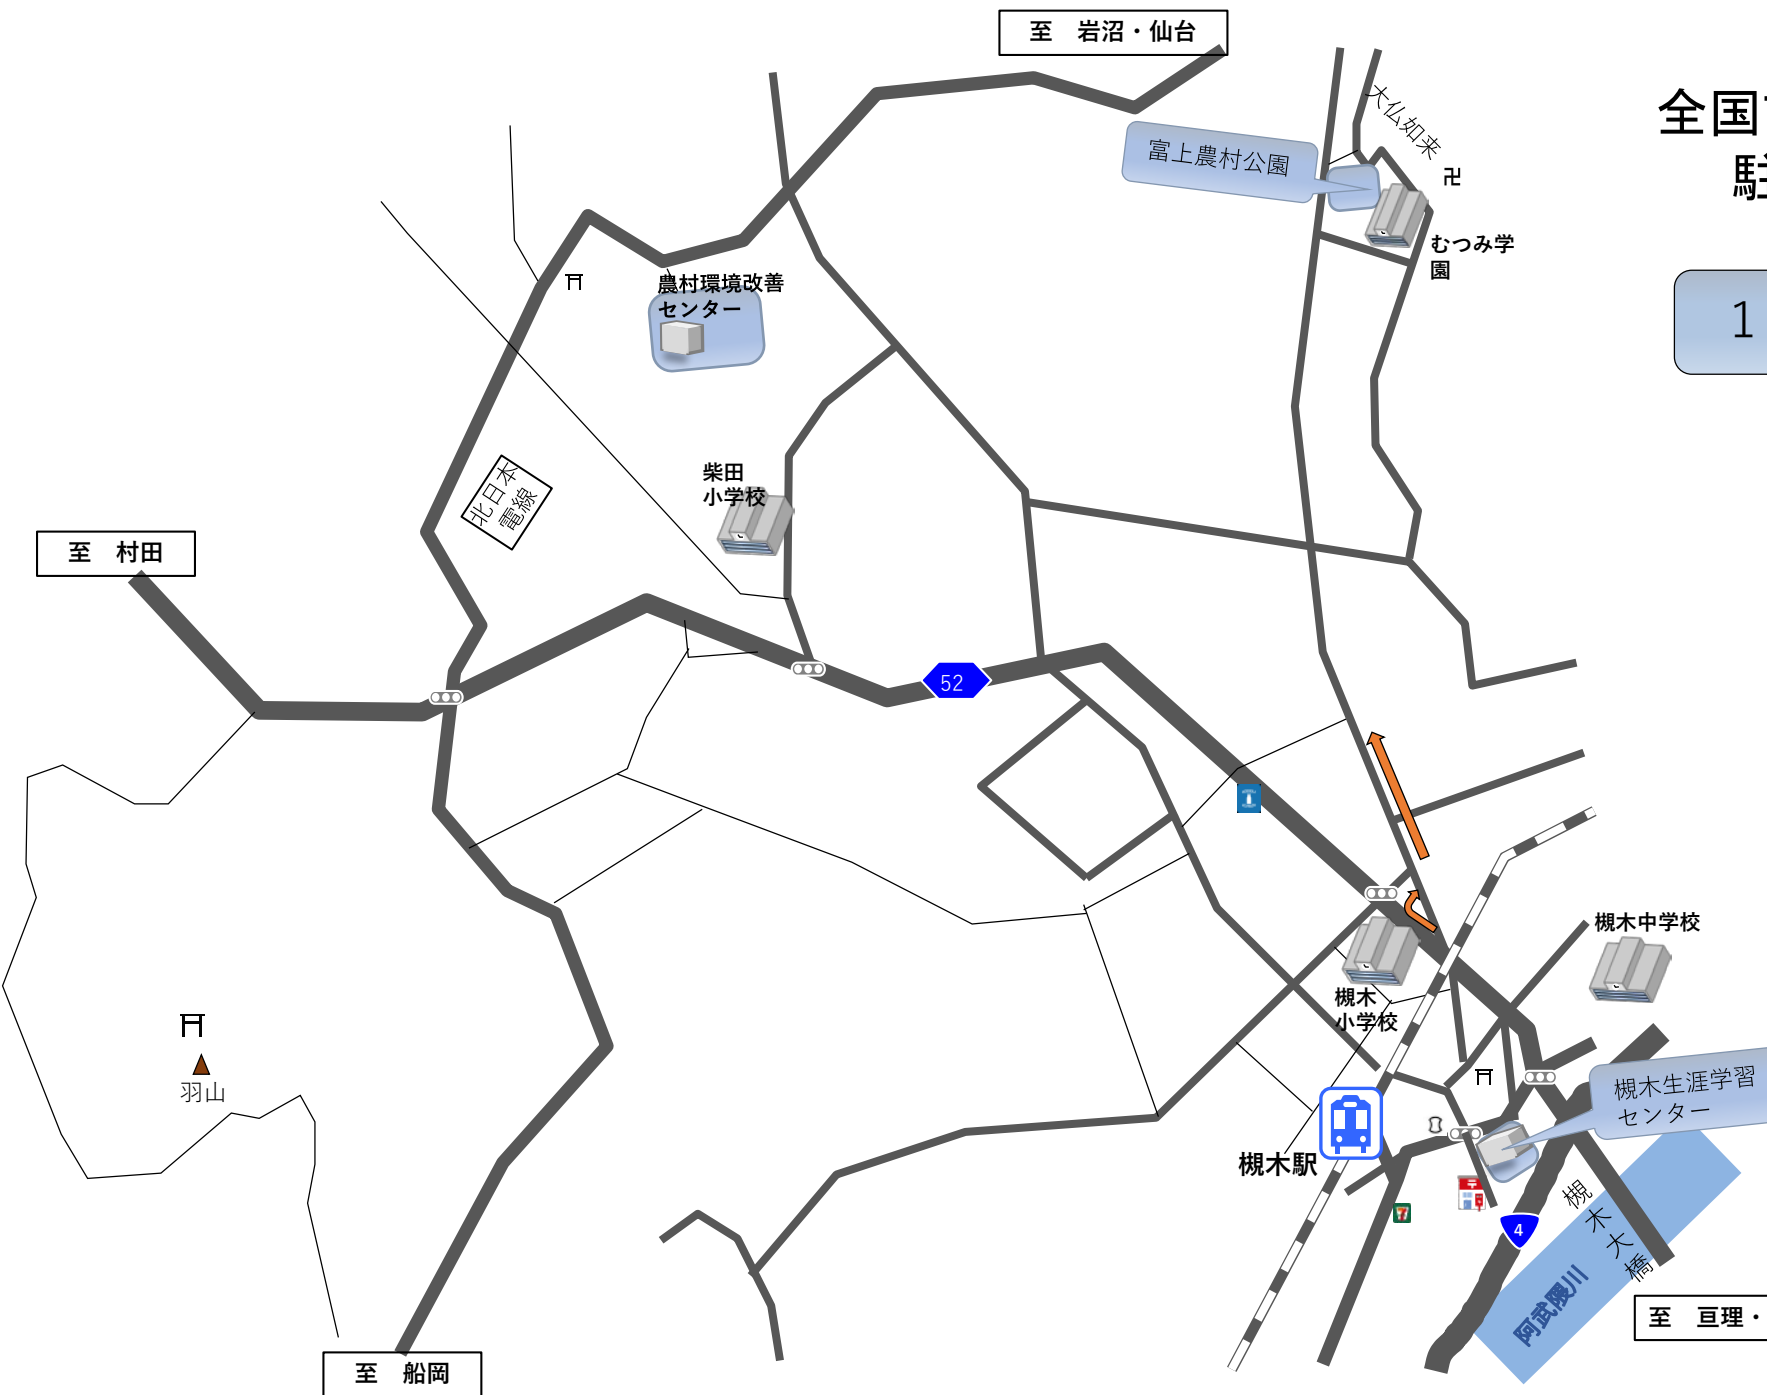 至　岩沼・仙台
全国
駐
大仏如来
富上農村公園
卍
むつみ学
園
１
農村環境改善
センター
北日本
電線
柴田
小学校
至　村田
52
槻木中学校
槻木
小学校
羽山
槻木生涯学習
センター
槻木駅
7
4
槻木大橋
阿武隈川
至　亘理・
至　船岡